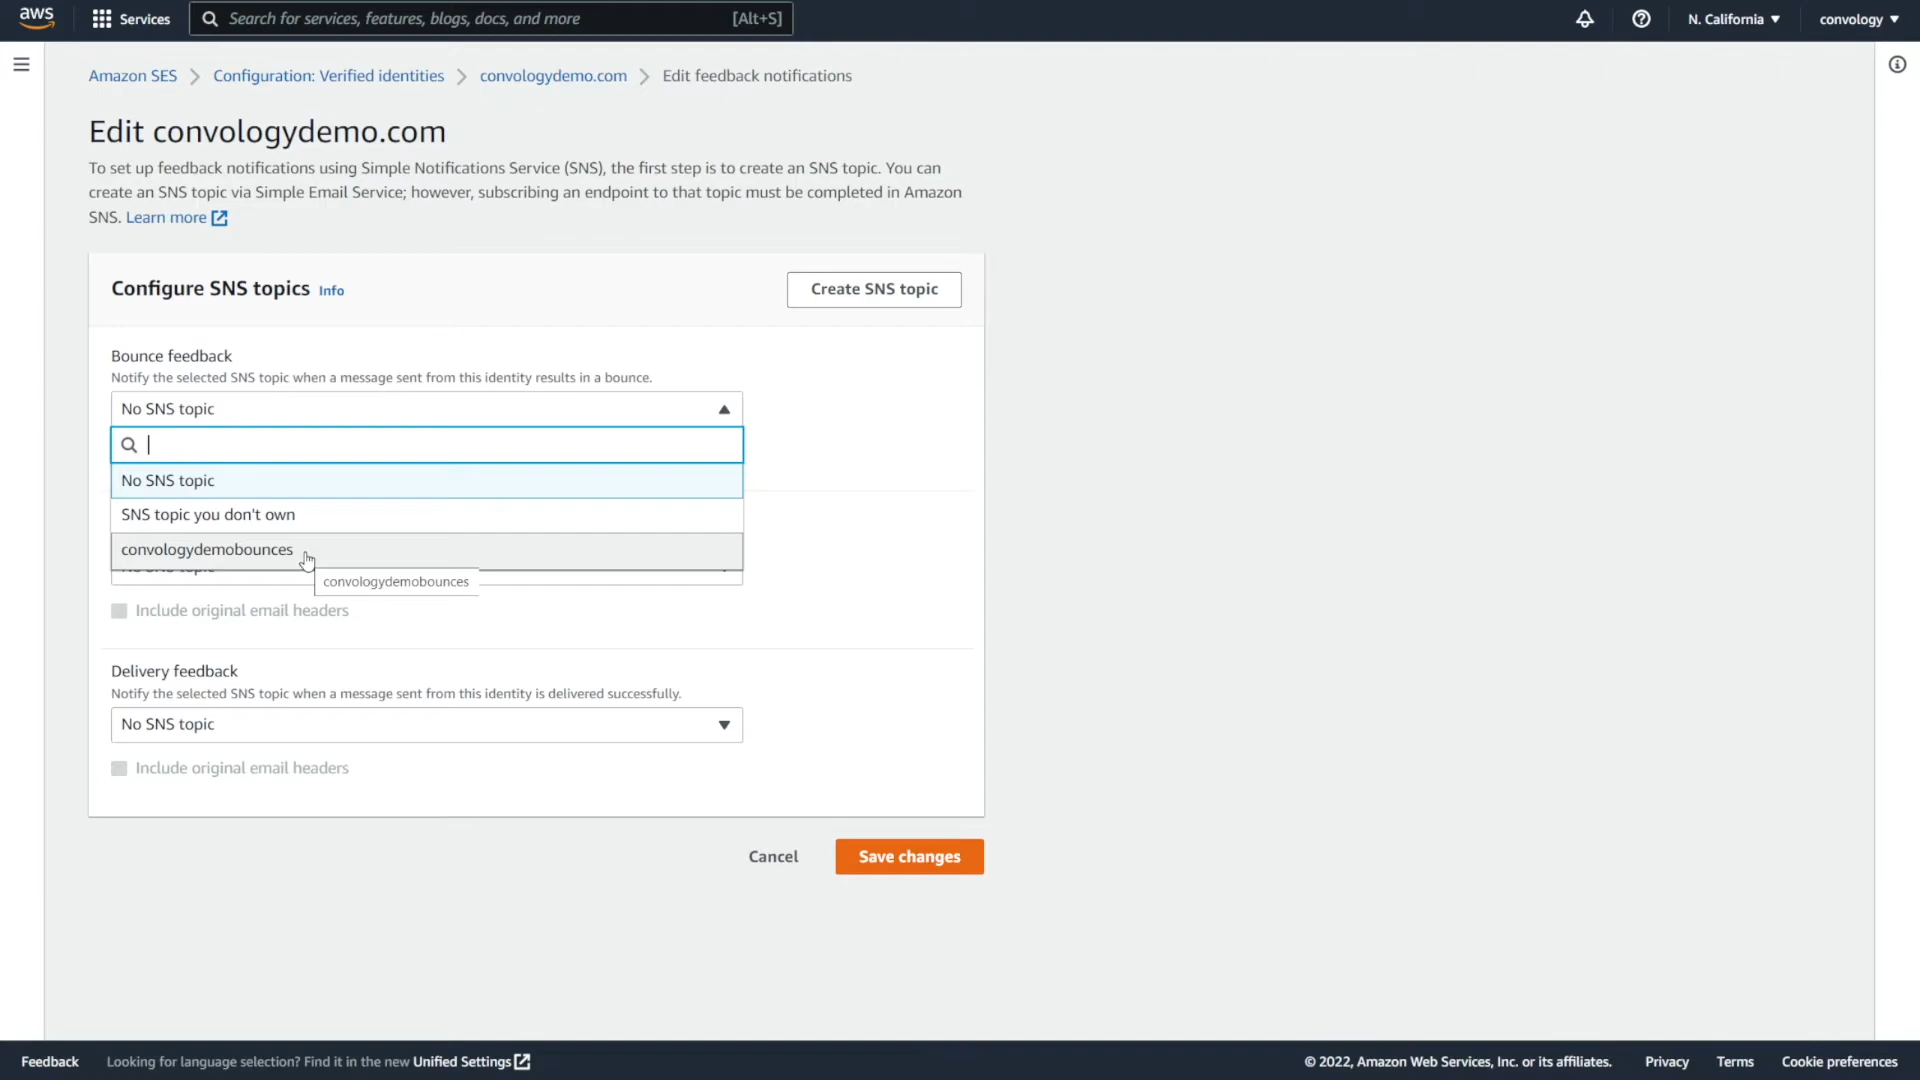 aws
Services
Search for services, features, blogs, docs, and more
[Alt+S]
N. California ▼
convology ▼
Amazon SES > Configuration: Verified identities > convologydemo.com > Edit feedback notifications
Edit convologydemo.com
To set up feedback notifications using Simple Notifications Service (SNS), the first step is to create an SNS topic. You can
create an SNS topic via Simple Email Service; however, subscribing an endpoint to that topic must be completed in Amazon
SNS. Learn more
Configure SNS topics Info
Create SNS topic
Bounce feedback
Notify the selected SNS topic when a message sent from this identity results in a bounce.
No SNS topic
No SNS topic
SNS topic you don't own
convologydemobounces
No SNS topic
convologydemobounces
Include original email headers
Delivery feedback
Notify the selected SNS topic when a message sent from this identity is delivered successfully.
No SNS topic
Include original email headers
Cancel
Save changes
Feedback
Looking for language selection? Find it in the new Unified Settings
© 2022, Amazon Web Services, Inc. or its affiliates.
Privacy
Terms
Cookie preferences